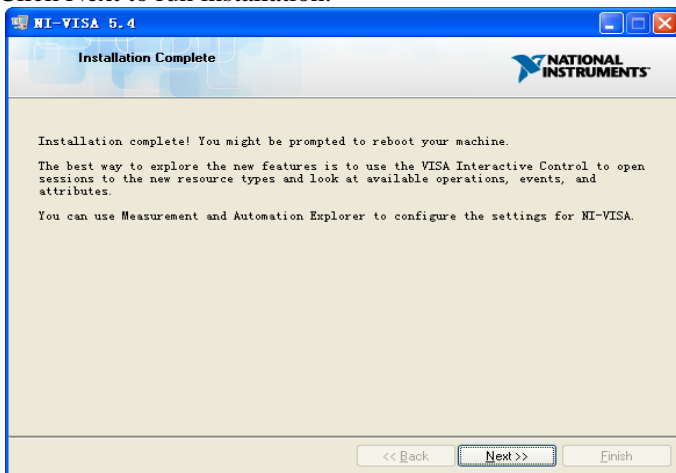 Click Next to run installation.
NI-VISA 5.4
Installation Complete
NATIONAL
INSTRUMENTS
Installation complete! You might be prompted to reboot your machine.
The best way to explore the new features is to use the VISA Interactive Control to open
sessions to the new resource types and look at available operations, events, and
attributes.
You can use Measurement and Automation Explorer to configure the settings for NI-VISA.
<< Back
Next >>
Finish